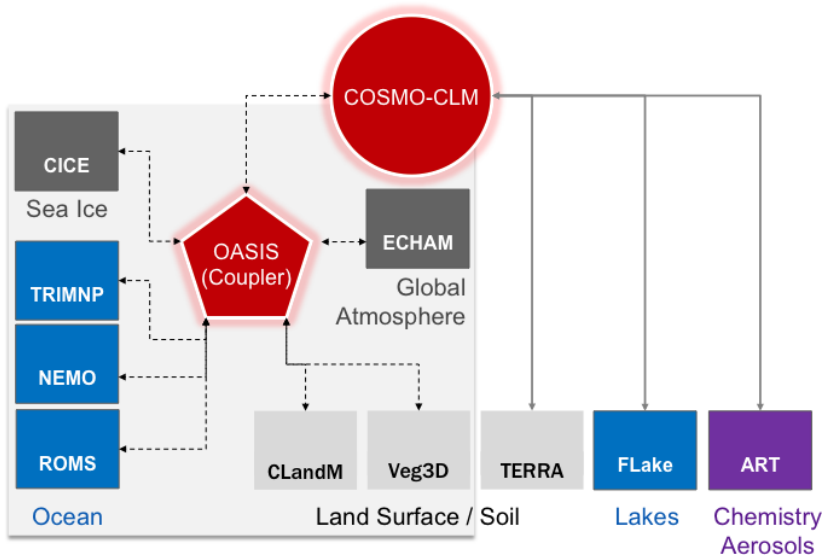 COSMO-CLM
CICE
Sea Ice
OASIS
(Coupler)
ECHAM
Global
Atmosphere
TRIMNP
NEMO
ROMS
Ocean
CLandM
Veg3D
TERRA
Land Surface / Soil
FLake
Lakes
ART
Chemistry
Aerosols